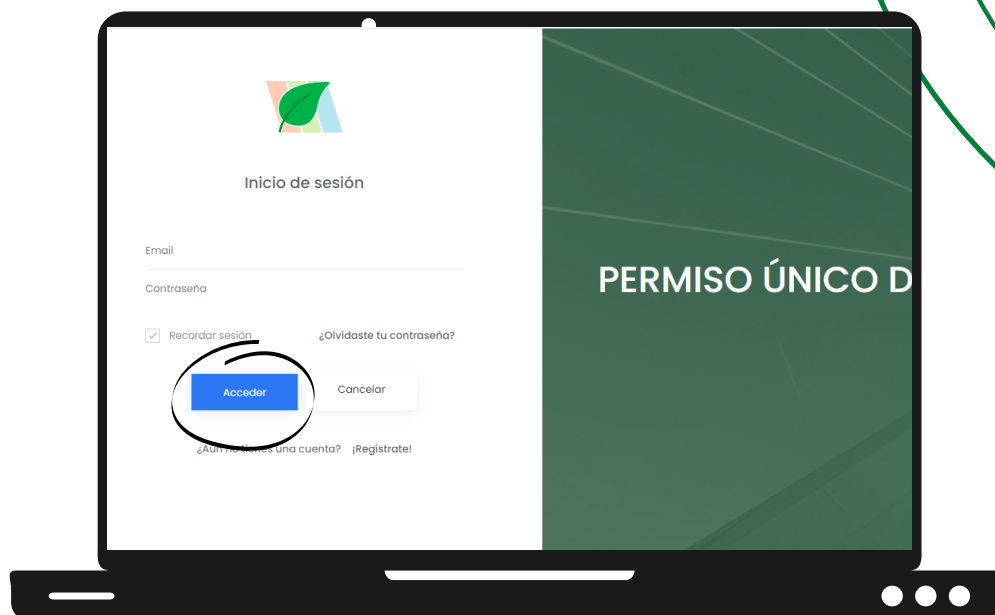 Inicio de sesión
Email
Contraseña
Recordar sesión
¿Olvidaste tu contraseña?
Acceder
Cancelar
¿Aún no tienes una cuenta? ¡Regístrate!
PERMISO ÚNICO D